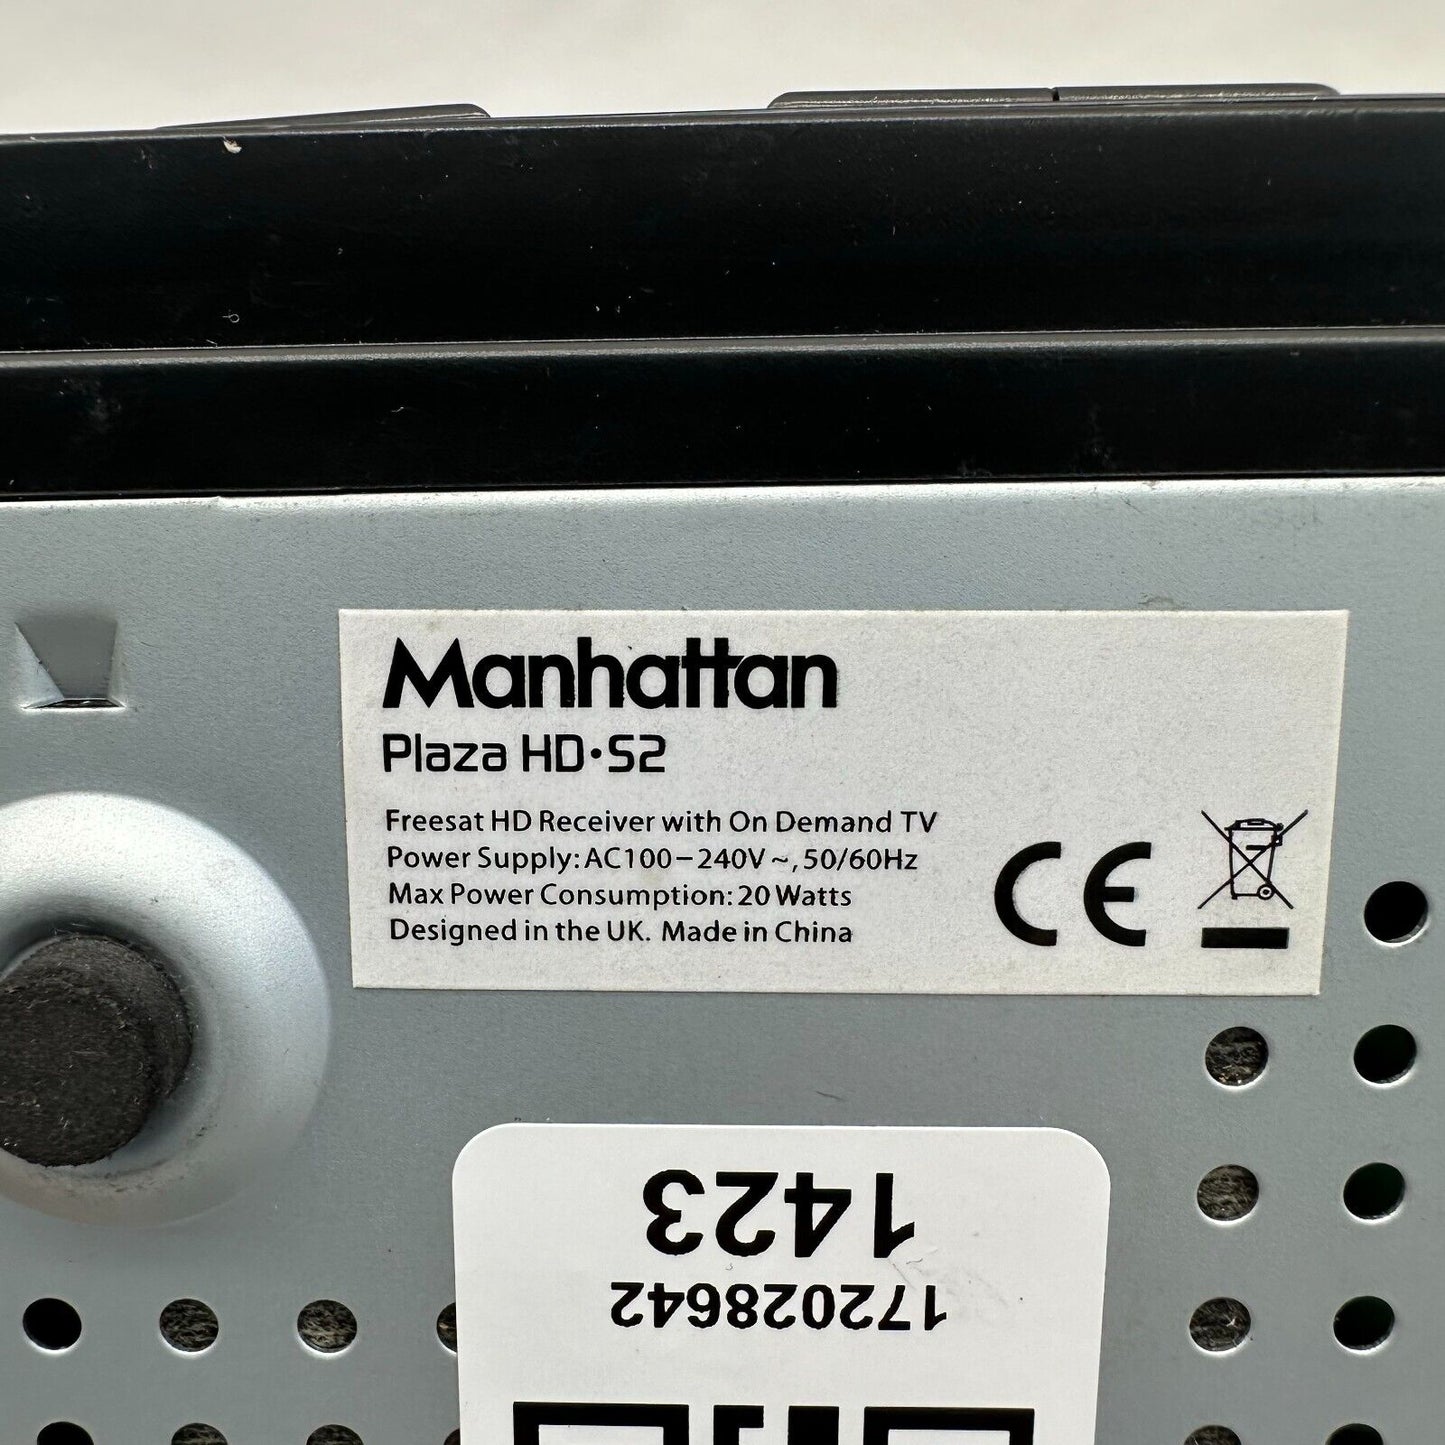 Manhattan
Plaza HD•S2
Freesat HD Receiver with On Demand TV
Power Supply: AC100–240V ~, 50/60Hz
Max Power Consumption: 20 Watts
Designed in the UK. Made in China
CE
1423
172028642